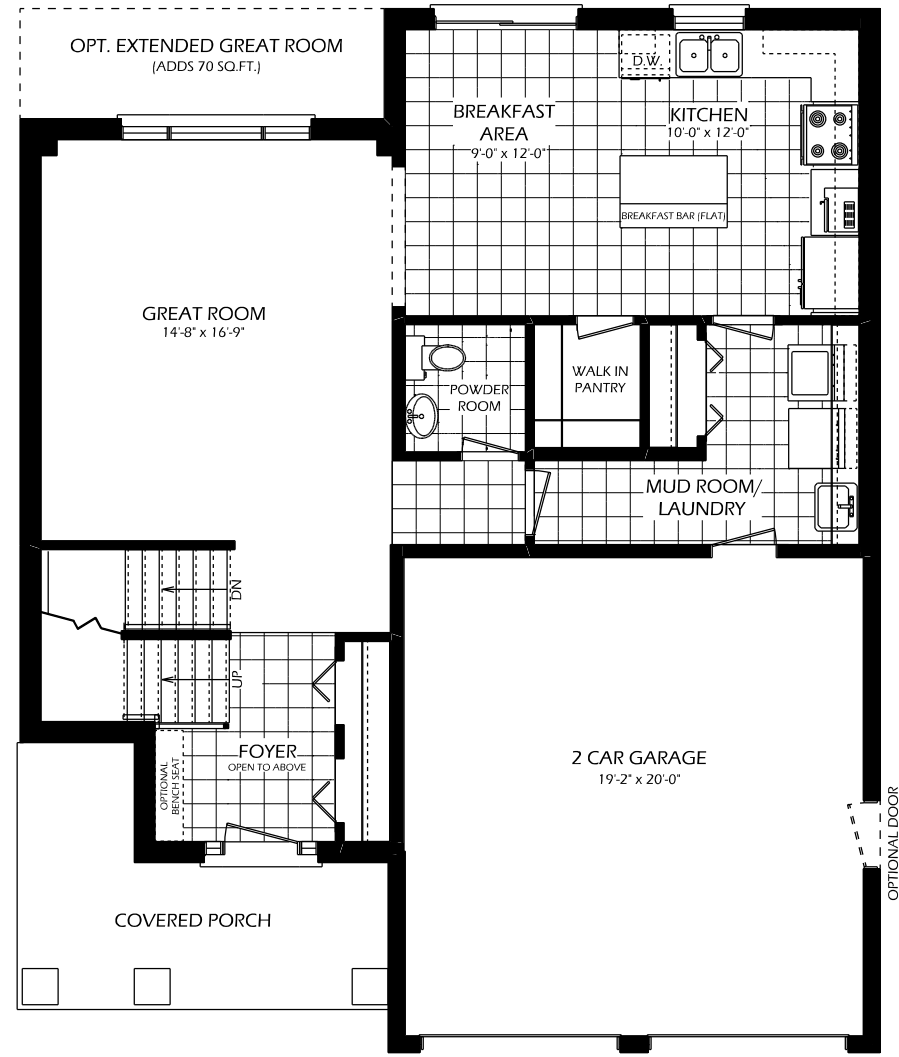 OPT. EXTENDED GREAT ROOM
(ADDS 70 SQ.FT.)
D.W.
BREAKFAST
AREA
9'-0" x 12'-0"
KITCHEN
10'-0" x 12'-0"
BREAKFAST BAR (FLAT)
GREAT ROOM
14'-8" x 16'-9"
POWDER
ROOM
WALK IN
PANTRY
MUD ROOM/
LAUNDRY
DN
UP
FOYER
OPEN TO ABOVE
OPTIONAL
BENCH SEAT
2 CAR GARAGE
19'-2" x 20'-0"
OPTIONAL DOOR
COVERED PORCH